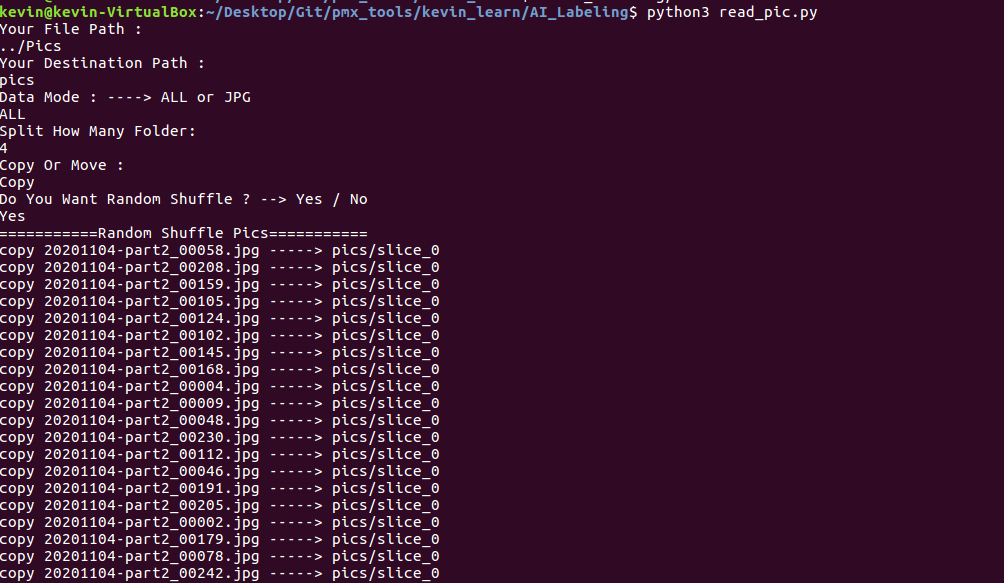 kevin@kevin-VirtualBox:~/Desktop/Git/pmx_tools/kevin_learn/AI_Labeling$ python3 read_pic.py
Your File Path :
../Pics
Your Destination Path :
pics
Data Mode : ----> ALL or JPG
ALL
Split How Many Folder:
4
Copy Or Move :
Copy
Do You Want Random Shuffle ? --> Yes / No
Yes
===========Random Shuffle Pics===========
copy 20201104-part2_00058.jpg -----> pics/slice_0
copy 20201104-part2_00208.jpg -----> pics/slice_0
copy 20201104-part2_00159.jpg -----> pics/slice_0
copy 20201104-part2_00105.jpg -----> pics/slice_0
copy 20201104-part2_00124.jpg -----> pics/slice_0
copy 20201104-part2_00102.jpg -----> pics/slice_0
copy 20201104-part2_00145.jpg -----> pics/slice_0
copy 20201104-part2_00168.jpg -----> pics/slice_0
copy 20201104-part2_00004.jpg -----> pics/slice_0
copy 20201104-part2_00009.jpg -----> pics/slice_0
copy 20201104-part2_00048.jpg -----> pics/slice_0
copy 20201104-part2_00230.jpg -----> pics/slice_0
copy 20201104-part2_00112.jpg -----> pics/slice_0
copy 20201104-part2_00046.jpg -----> pics/slice_0
copy 20201104-part2_00191.jpg -----> pics/slice_0
copy 20201104-part2_00205.jpg -----> pics/slice_0
copy 20201104-part2_00002.jpg -----> pics/slice_0
copy 20201104-part2_00179.jpg -----> pics/slice_0
copy 20201104-part2_00078.jpg -----> pics/slice_0
copy 20201104-part2_00242.jpg -----> pics/slice_0